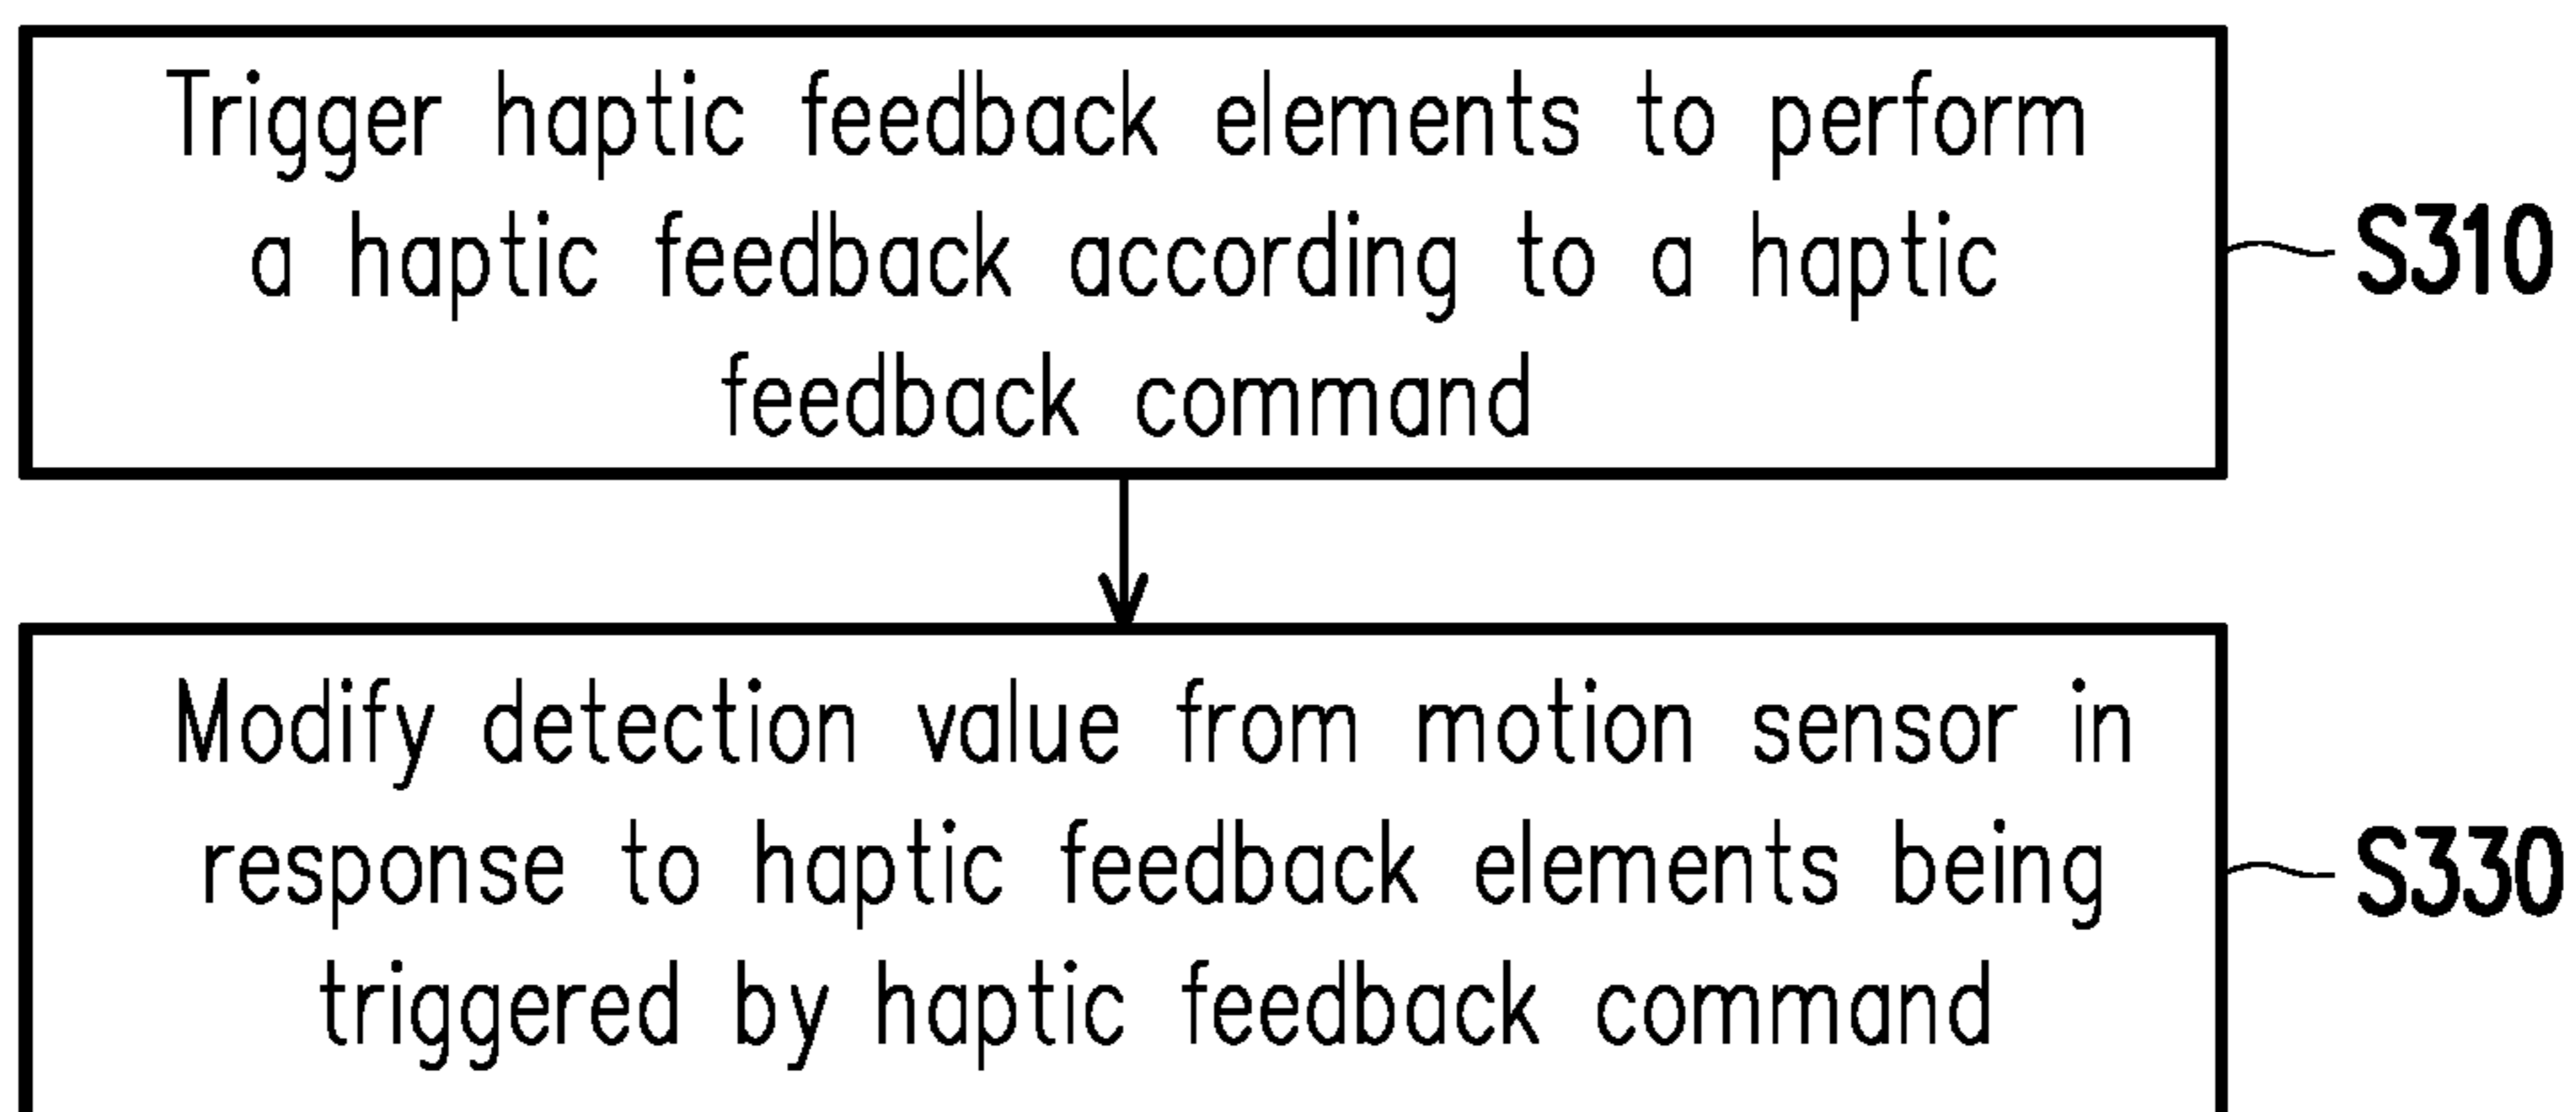 Trigger haptic feedback elements to perform
a haptic feedback according to a haptic
feedback command
S310
Modify detection value from motion sensor in
response to haptic feedback elements being
triggered by haptic feedback command
S330